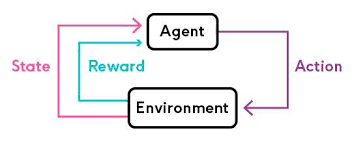 Agent
State
Reward
Action
Environment